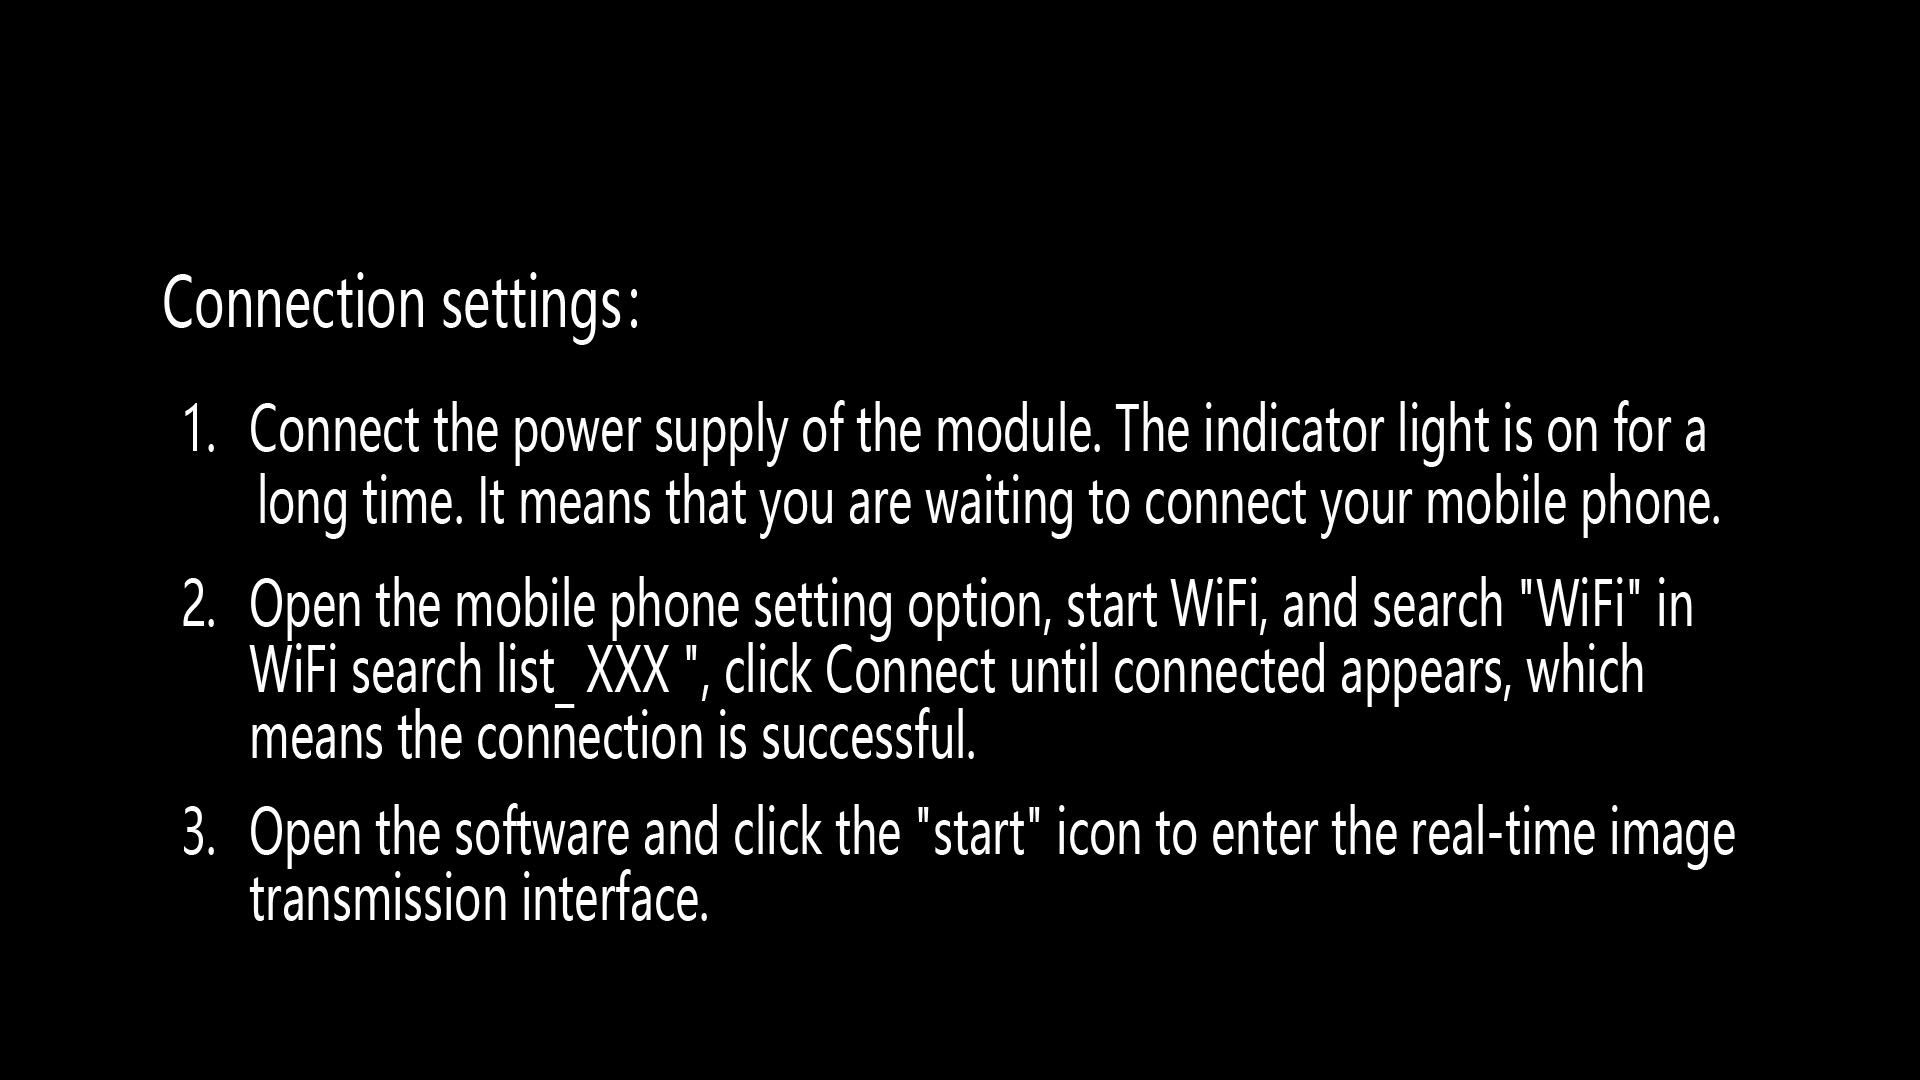 Connection settings:
1. Connect the power supply of the module. The indicator light is on for a
long time. It means that you are waiting to connect your mobile phone.
2. Open the mobile phone setting option, start WiFi, and search "WiFi" in
WiFi search list_ XXX ", click Connect until connected appears, which
means the connection is successful.
3. Open the software and click the "start" icon to enter the real-time image
transmission interface.